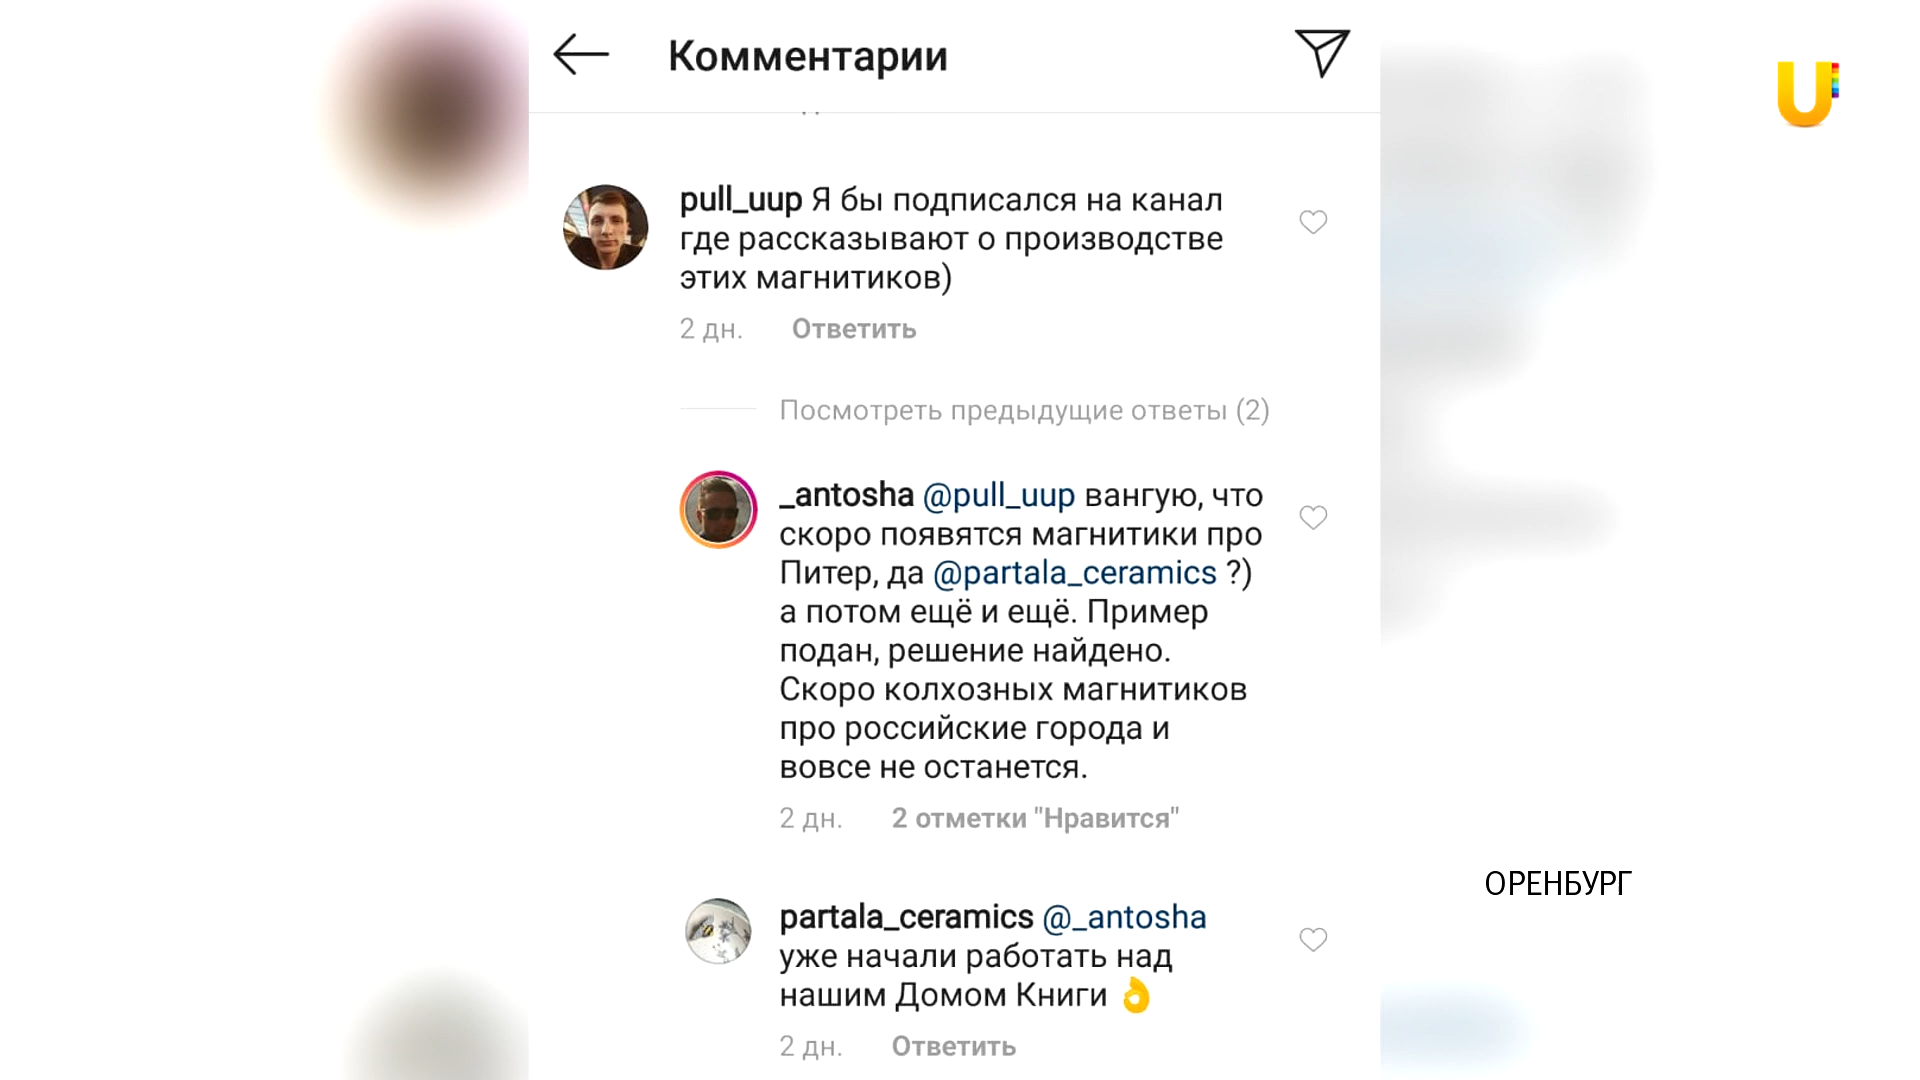 Комментарии
U
pull_uup Я бы подписался на канал
где рассказывают о производстве
этих магнитиков)
2 дн. Ответить
Посмотреть предыдущие ответы (2)
_antosha @pull_uup вангую, что
скоро появятся магнитики про
Питер, да @partala_ceramics ?)
а потом ещё и ещё. Пример
подан, решение найдено.
Скоро колхозных магнитиков
про российские города и
вовсе не останется.
2 дн. 2 отметки "Нравится"
ОРЕНБУРГ
partala_ceramics @_antosha
уже начали работать над
нашим Домом Книги 👌
2 дн. Ответить